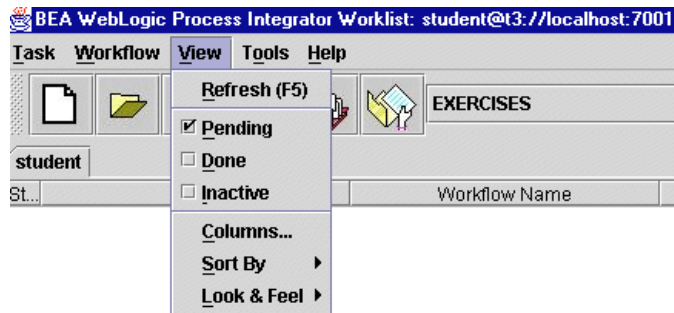 BEA WebLogic Process Integrator Worklist: student@t3://localhost:7001
Task Workflow View Tools Help
Refresh (F5)
EXERCISES
Pending
student
Done
St...
Inactive
Workflow Name
Columns...
Sort By
Look & Feel